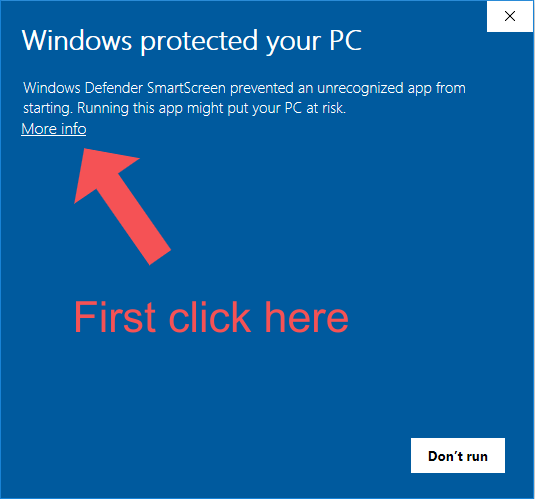 Windows protected your PC
Windows Defender SmartScreen prevented an unrecognized app from
starting. Running this app might put your PC at risk.
More info
First click here
Don't run